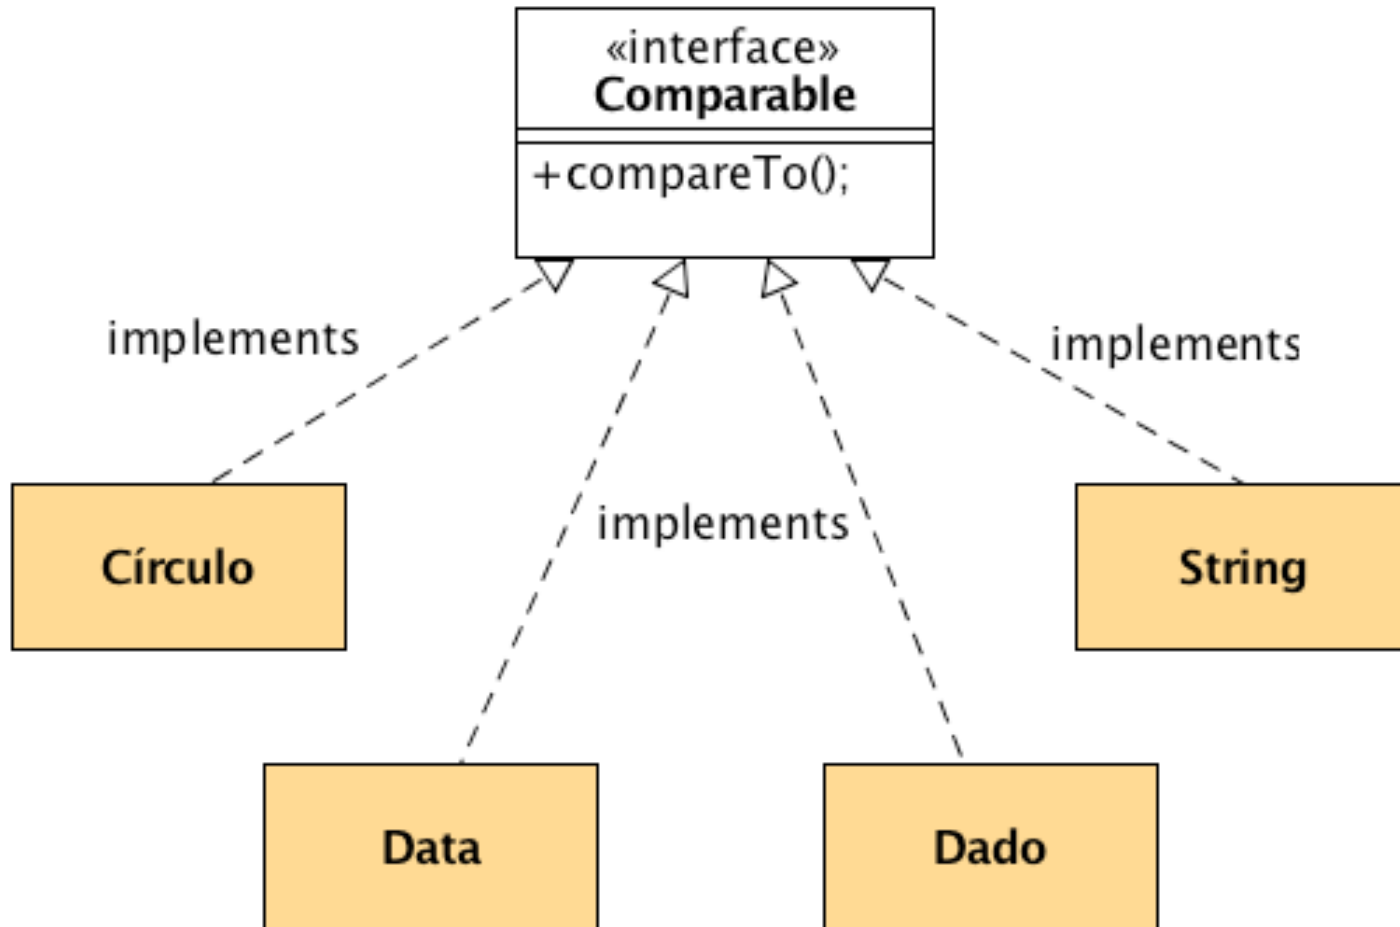 «interface»
Comparable
+compareTo();
implements
implements
implements
Círculo
String
Data
Dado